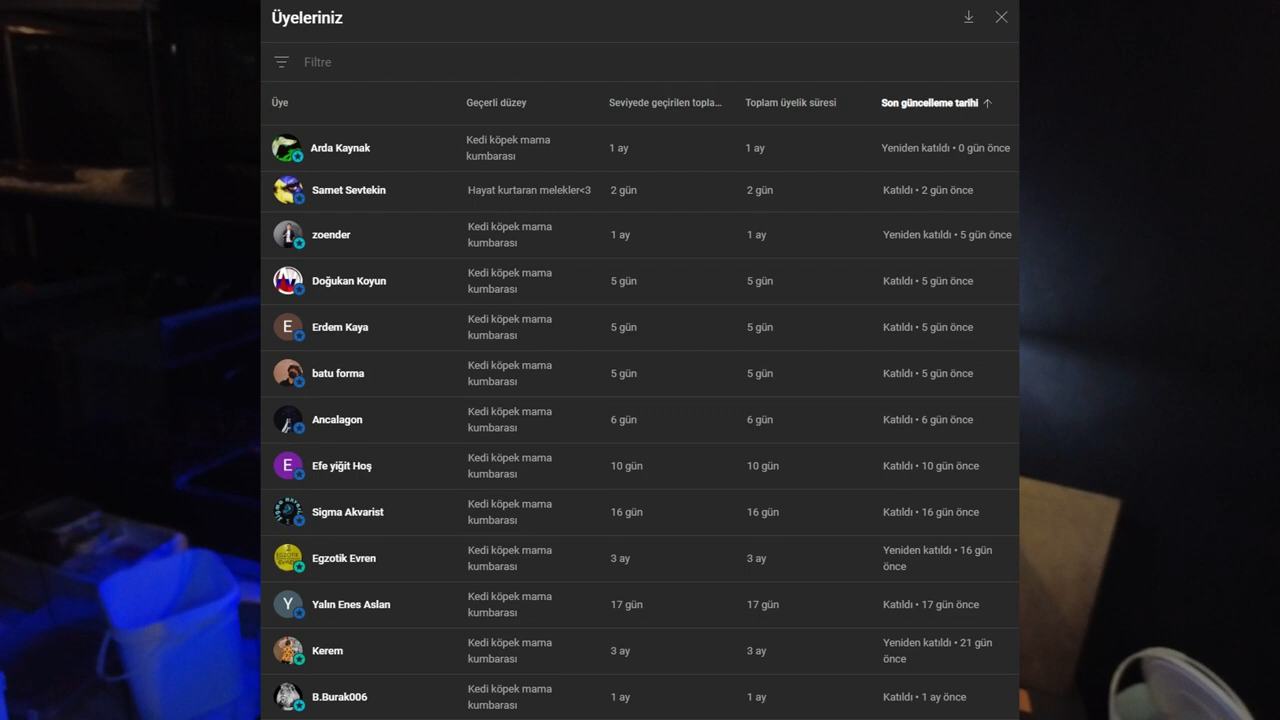 Üyeleriniz
Filtre
Üye Geçerli düzey Seviyede geçirilen topla... Toplam üyelik süresi Son güncelleme tarihi
Arda Kaynak Kedi köpek mama kumbarası 1 ay 1 ay Yeniden katıldı • 0 gün önce
Samet Sevtekin Hayat kurtaran melekler<3 2 gün 2 gün Katıldı • 2 gün önce
zoender Kedi köpek mama kumbarası 1 ay 1 ay Yeniden katıldı • 5 gün önce
Doğukan Koyun Kedi köpek mama kumbarası 5 gün 5 gün Katıldı • 5 gün önce
E Erdem Kaya Kedi köpek mama kumbarası 5 gün 5 gün Katıldı • 5 gün önce
batu forma Kedi köpek mama kumbarası 5 gün 5 gün Katıldı • 5 gün önce
Ancalagon Kedi köpek mama kumbarası 6 gün 6 gün Katıldı • 6 gün önce
E Efe yiğit Hoş Kedi köpek mama kumbarası 10 gün 10 gün Katıldı • 10 gün önce
Sigma Akvarist Kedi köpek mama kumbarası 16 gün 16 gün Katıldı • 16 gün önce
Egzotik Evren Kedi köpek mama kumbarası 3 ay 3 ay Yeniden katıldı • 16 gün önce
Y Yalın Enes Aslan Kedi köpek mama kumbarası 17 gün 17 gün Katıldı • 17 gün önce
Kerem Kedi köpek mama kumbarası 3 ay 3 ay Yeniden katıldı • 21 gün önce
B.Burak006 Kedi köpek mama kumbarası 1 ay 1 ay Katıldı • 1 ay önce